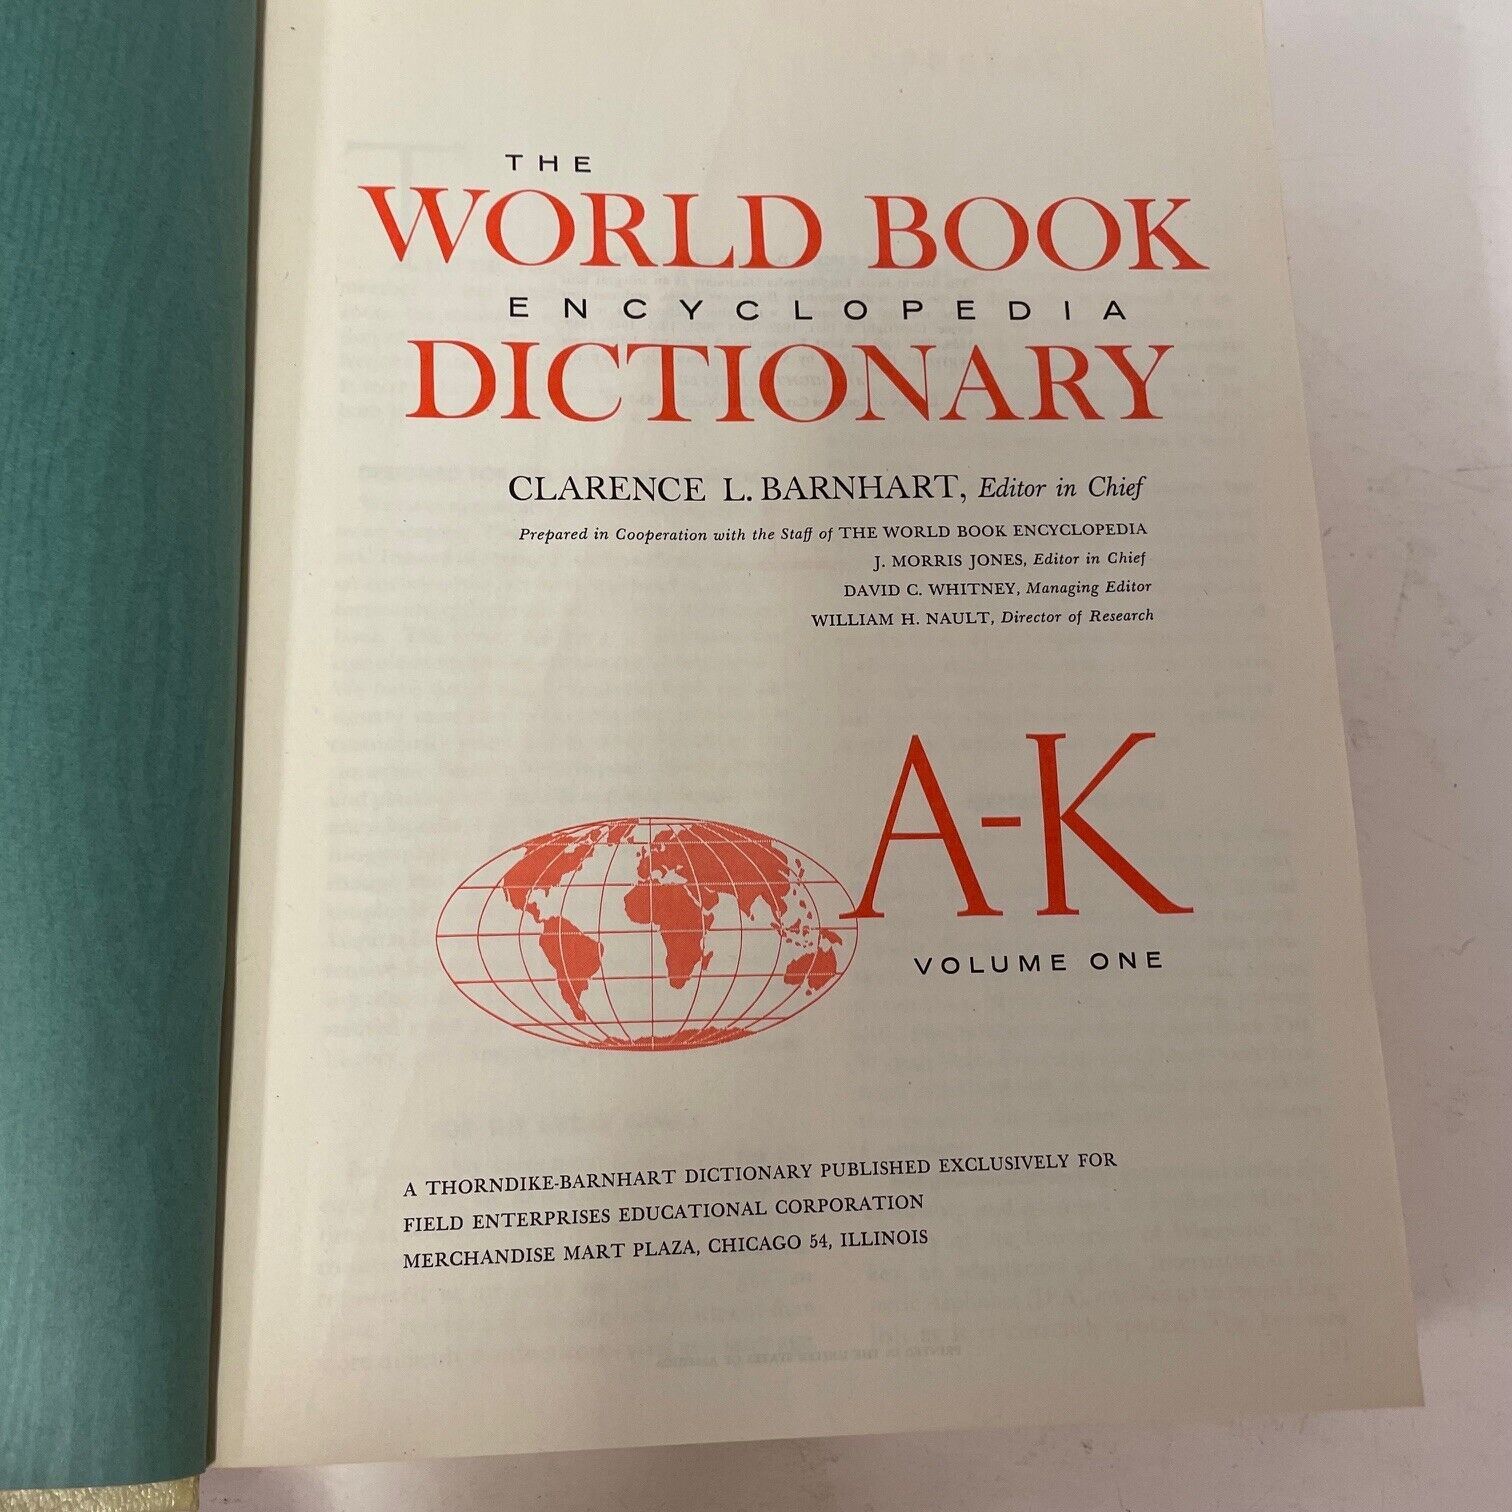 THE
WORLD BOOK
ENCYCLOPEDIA
DICTIONARY
CLARENCE L. BARNHART, Editor in Chief
Prepared in Cooperation with the Staff of THE WORLD BOOK ENCYCLOPEDIA
J. MORRIS JONES, Editor in Chief
DAVID C. WHITNEY, Managing Editor
WILLIAM H. NAULT, Director of Research
A-K
VOLUME ONE
A THORNDIKE-BARNHART DICTIONARY PUBLISHED EXCLUSIVELY FOR
FIELD ENTERPRISES EDUCATIONAL CORPORATION
MERCHANDISE MART PLAZA, CHICAGO 54, ILLINOIS